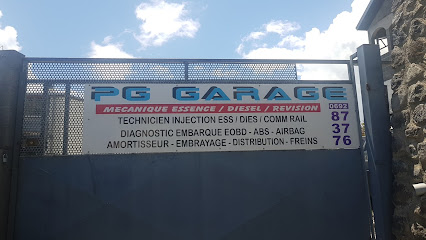 PG GARAGE
MECANIQUE ESSENCE / DIESEL / REVISION
TECHNICIEN INJECTION ESS / DIES / COMM RAIL
DIAGNOSTIC EMBARQUE EOBD - ABS - AIRBAG
AMORTISSEUR - EMBRAYAGE - DISTRIBUTION - FREINS
0692
87
37
76